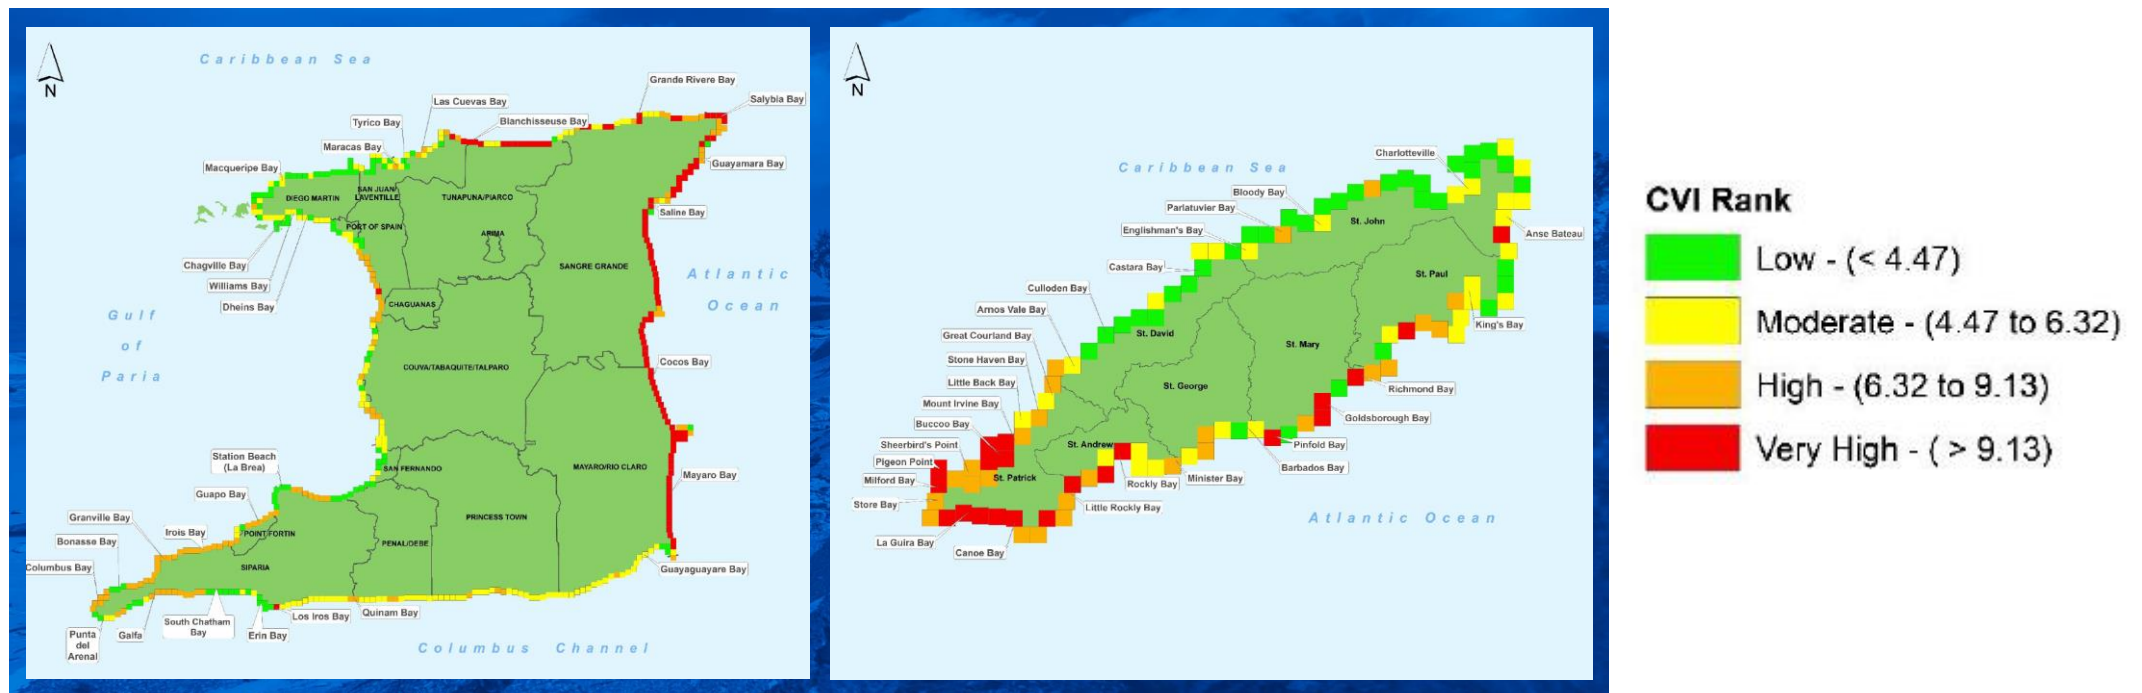 Caribbean Sea
N
Grande Rivere Bay
Las Cuevas Bay
Salybia Bay
Tyrico Bay
Blanchisseuse Bay
Maracas Bay
Guayamara Bay
Macqueripe Bay
SAN JUAN/
LAVENTILLE
DIEGO MARTIN
TUNAPUNA/PIARCO
Saline Bay
PORT OF SPAIN
ARIMA
Chagville Bay
SANGRE GRANDE
Atlantic
Ocean
Williams Bay
Dheins Bay
CHAGUANAS
Gulf
of
Paria
Cocos Bay
COUVA/TABAQUITE/TALPARO
Station Beach
(La Brea)
SAN FERNANDO
MAYARO/RIO CLARO
Mayaro Bay
Guapo Bay
Granville Bay
PRINCESS TOWN
Irois Bay
POINT FORTIN
Bonasse Bay
PENAL/DEBE
Columbus Bay
SIPARIA
Guayaguayare Bay
Los Iros Bay
Quinam Bay
South Chatham
Bay
Punta
del
Arenal
Galfa
Erin Bay
Columbus Channel
N
Charlotteville
Caribbean Sea
Bloody Bay
Parlatuvier Bay
St. John
Englishman's Bay
Anse Bateau
Castara Bay
St. Paul
Culloden Bay
Arnos Vale Bay
King's Bay
Great Courland Bay
St. David
St. Mary
Stone Haven Bay
Little Back Bay
St. George
Richmond Bay
Mount Irvine Bay
Goldsborough Bay
Buccoo Bay
Sheerbird's Point
St. Andrew
Pinfold Bay
Pigeon Point
Barbados Bay
Milford Bay
St. Patrick
Rockly Bay
Minister Bay
Store Bay
Little Rockly Bay
Atlantic Ocean
La Guira Bay
Canoe Bay
CVI Rank
Low - (< 4.47)
Moderate - (4.47 to 6.32)
High - (6.32 to 9.13)
Very High - ( > 9.13)